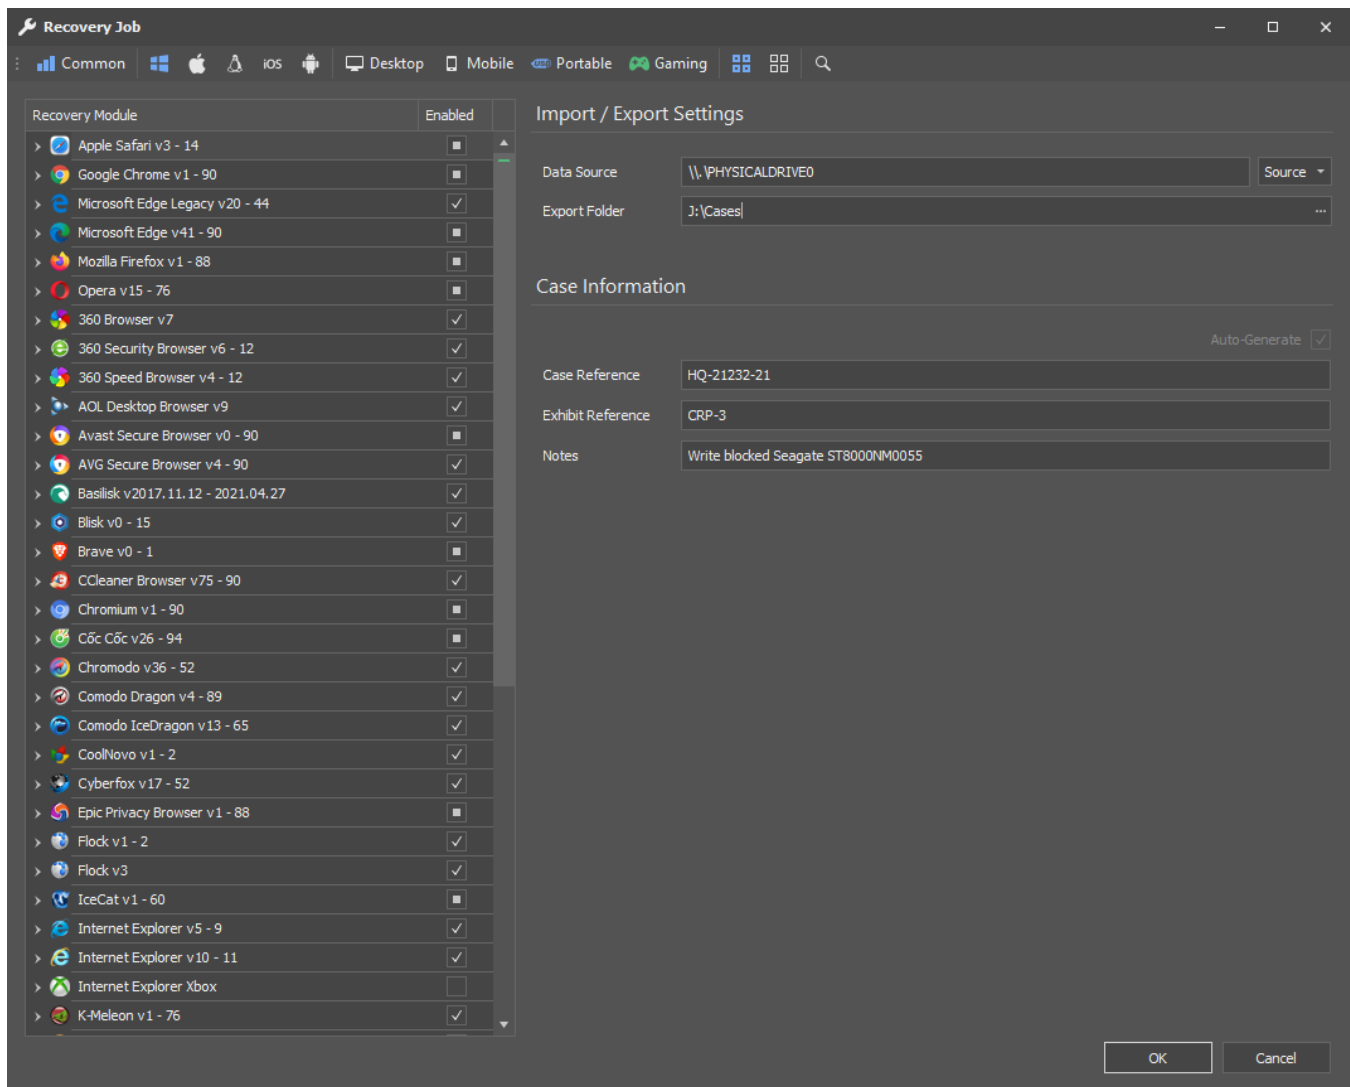 Recovery Job
Common
iOS
Desktop
Mobile
Portable
Gaming
Recovery Module Enabled
Apple Safari v3 - 14
Google Chrome v1 - 90
Microsoft Edge Legacy v20 - 44
Microsoft Edge v41 - 90
Mozilla Firefox v1 - 88
Opera v15 - 76
360 Browser v7
360 Security Browser v6 - 12
360 Speed Browser v4 - 12
AOL Desktop Browser v9
Avast Secure Browser v0 - 90
AVG Secure Browser v4 - 90
Basilisk v2017.11.12 - 2021.04.27
Blisk v0 - 15
Brave v0 - 1
CCleaner Browser v75 - 90
Chromium v1 - 90
Cốc Cốc v26 - 94
Chromodo v36 - 52
Comodo Dragon v4 - 89
Comodo IceDragon v13 - 65
CoolNovo v1 - 2
Cyberfox v17 - 52
Epic Privacy Browser v1 - 88
Flock v1 - 2
Flock v3
IceCat v1 - 60
Internet Explorer v5 - 9
Internet Explorer v10 - 11
Internet Explorer Xbox
K-Meleon v1 - 76
Import / Export Settings
Data Source \\.\PHYSICALDRIVE0 Source
Export Folder J:\Cases ...
Case Information
Auto-Generate
Case Reference HQ-21232-21
Exhibit Reference CRP-3
Notes Write blocked Seagate ST8000NM0055
OK Cancel